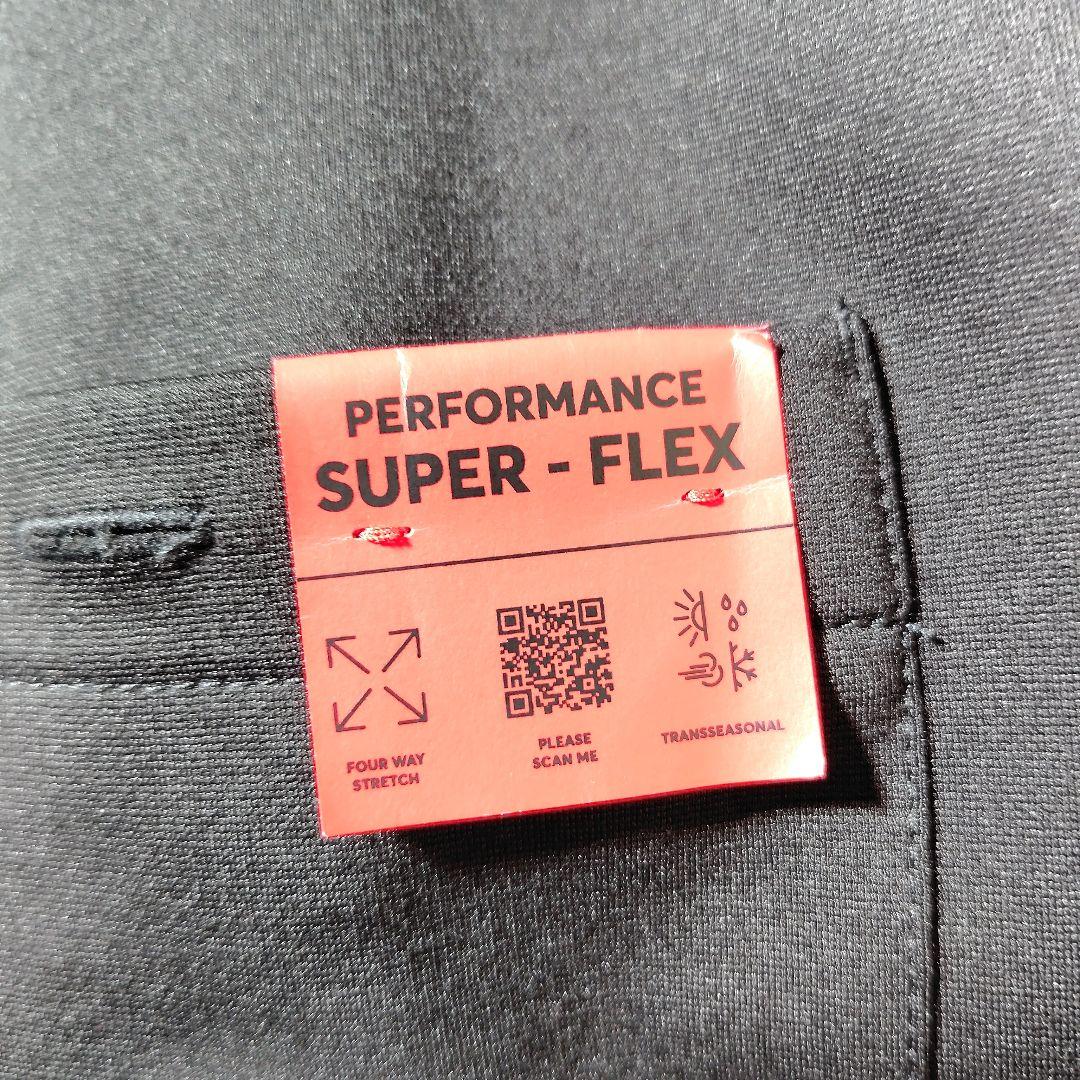 PERFORMANCE
SUPER - FLEX
FOUR WAY
STRETCH
PLEASE
SCAN ME
TRANSSEASONAL